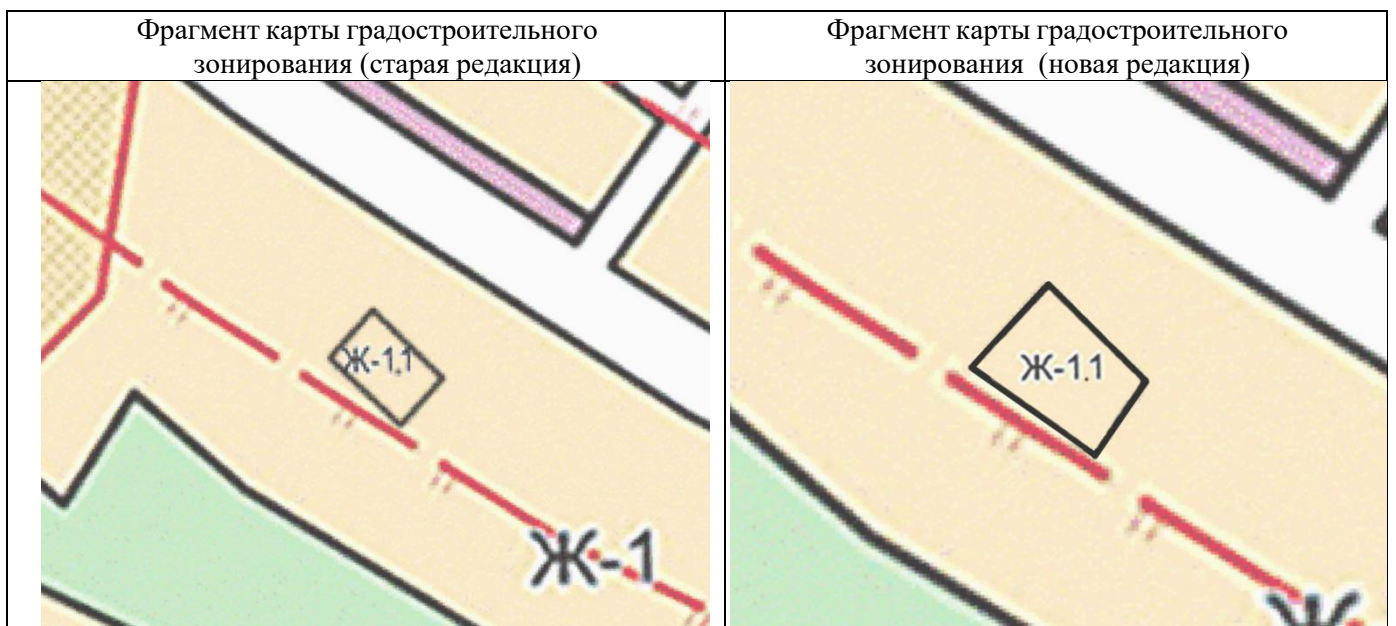 Фрагмент карты градостроительного
зонирования (старая редакция)
Фрагмент карты градостроительного
зонирования (новая редакция)
Ж-1.1
Ж-1
Ж-1.1
Ж